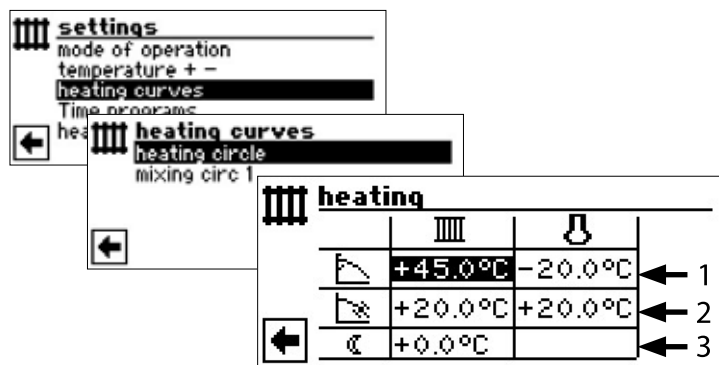 settings
mode of operation
temperature + -
heating curves
Time programs
hea
heating curves
heating circle
mixing circ 1
heating
+45.0°C -20.0°C 1
+20.0°C +20.0°C 2
+0.0°C 3